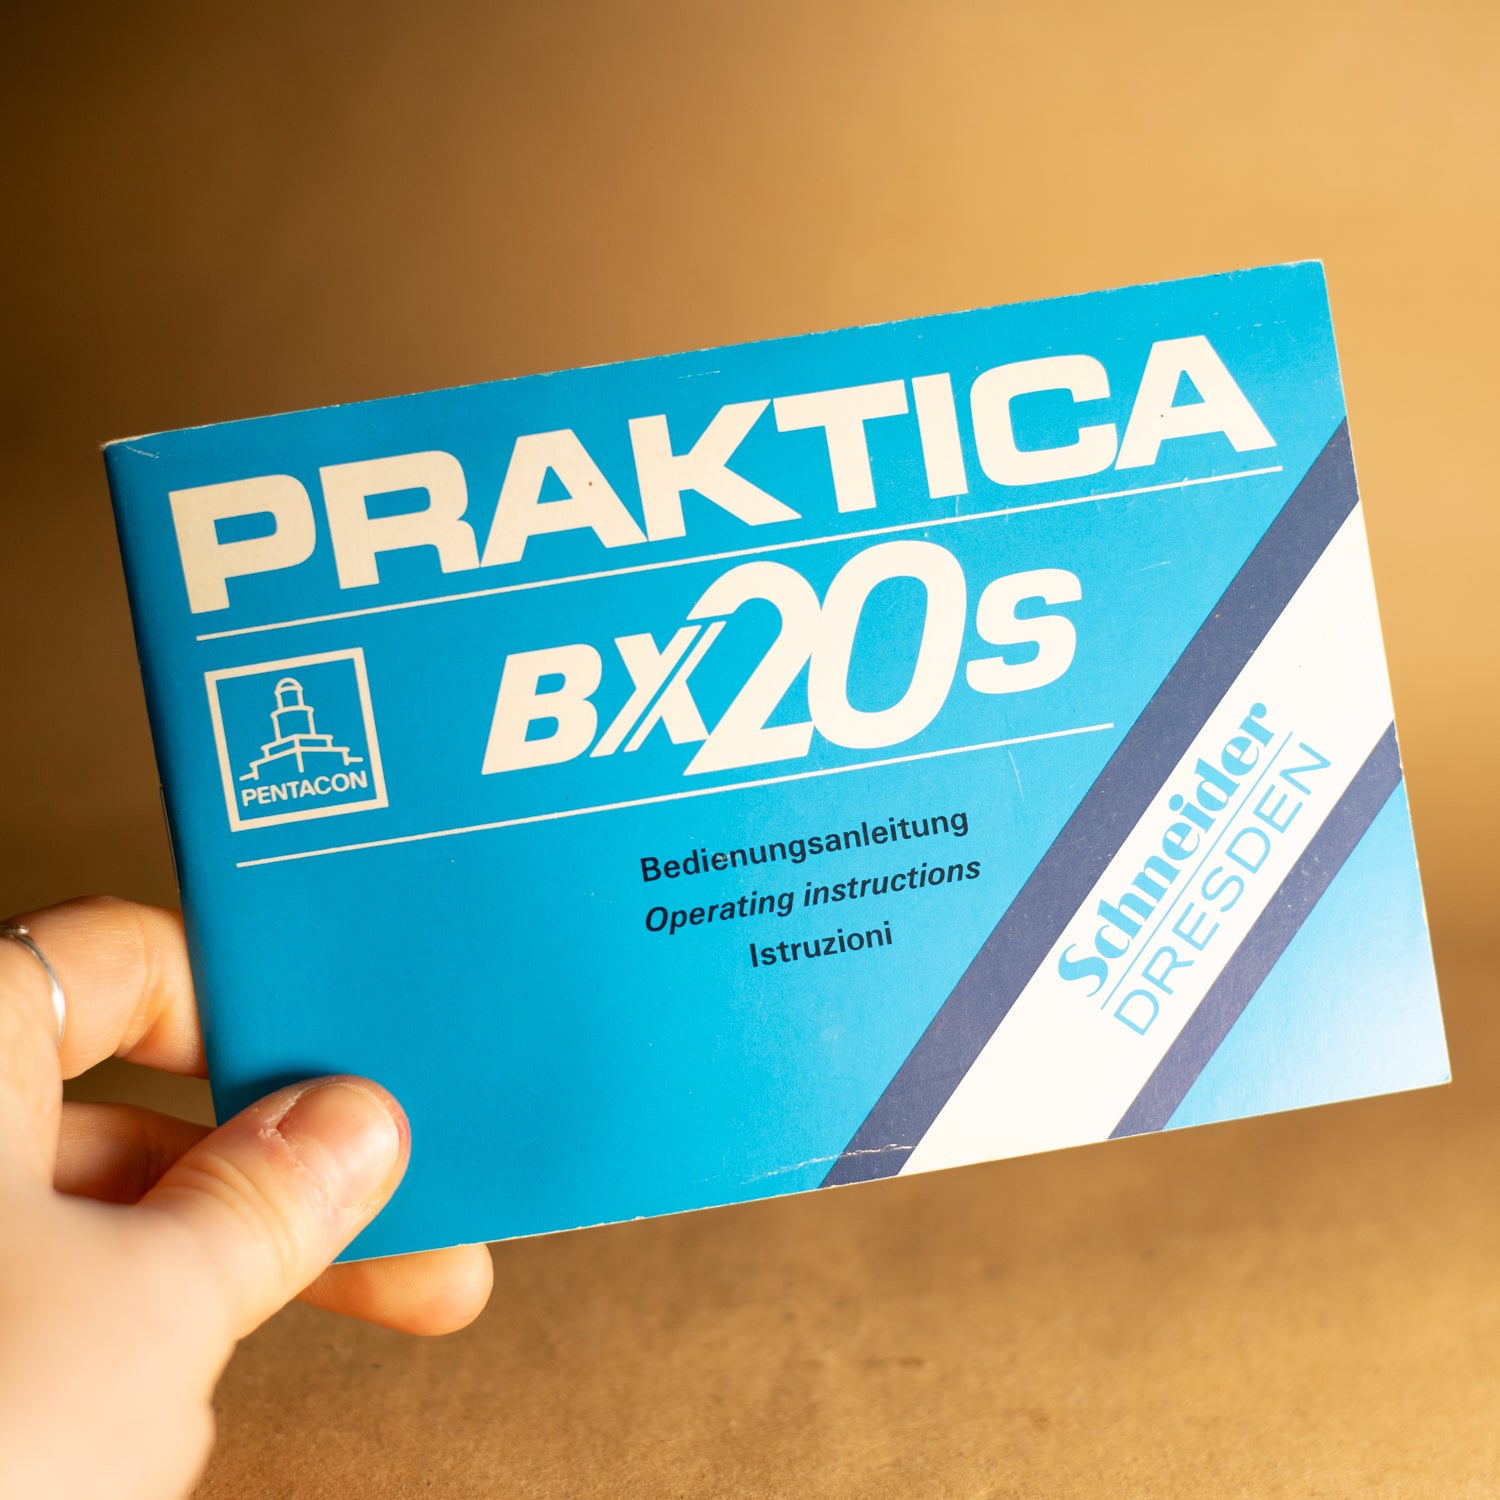 PRAKTICA
BX20s
PENTACON
Bedienungsanleitung
Operating instructions
Istruzioni
Schneider
DRESDEN